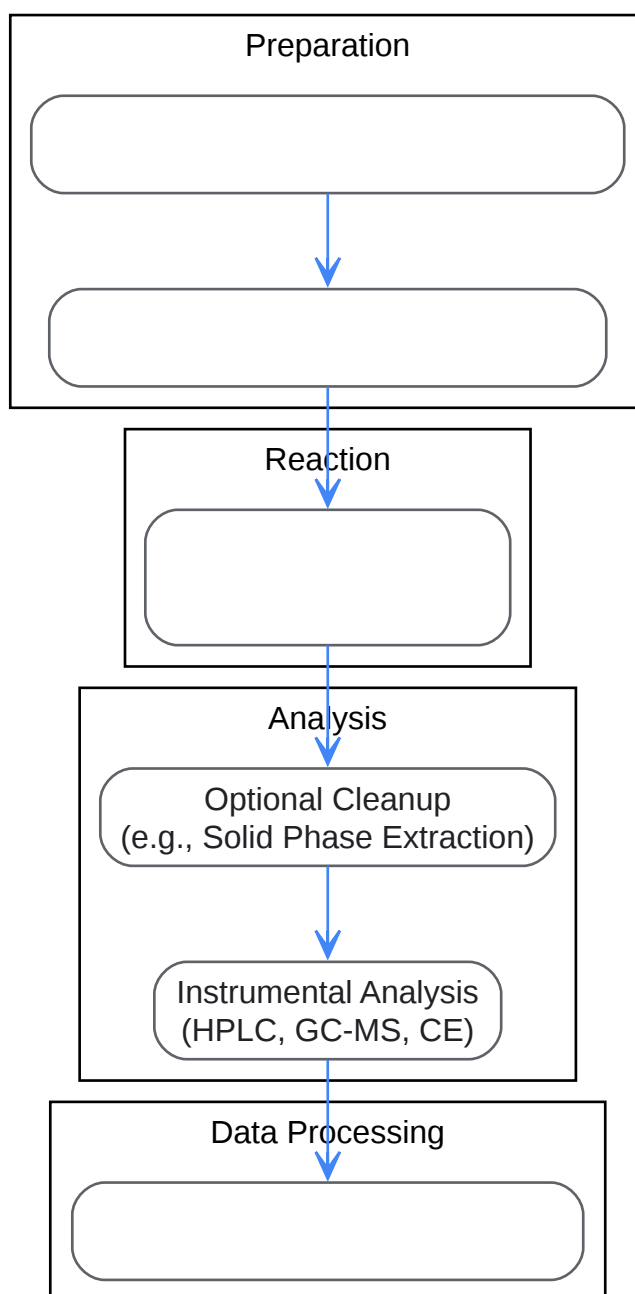 Preparation
Reaction
Analysis
Optional Cleanup
(e.g., Solid Phase Extraction)
Instrumental Analysis
(HPLC, GC-MS, CE)
Data Processing